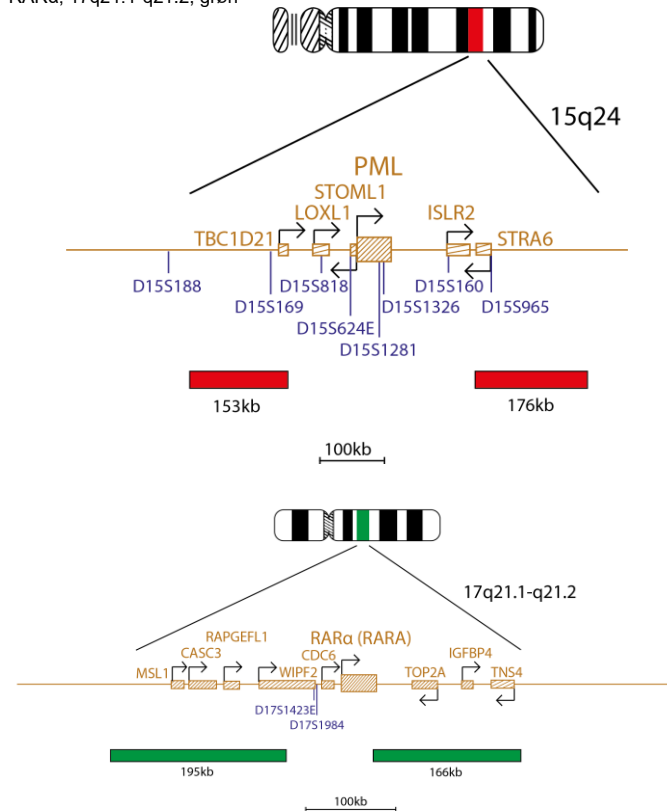 RARα, 17q21.1-q21.2, grøn
15q24
PML
STOML1
LOXL1
ISLR2
TBC1D21
STRA6
D15S188
D15S818
D15S160
D15S169
D15S1326
D15S965
D15S624E
D15S1281
153kb
176kb
100kb
17q21.1-q21.2
RAPGEFL1
RARα (RARA)
CASC3
CDC6
IGFBP4
MSL1
WIPF2
TOP2A
TNS4
D17S1423E
D17S1984
195kb
166kb
100kb